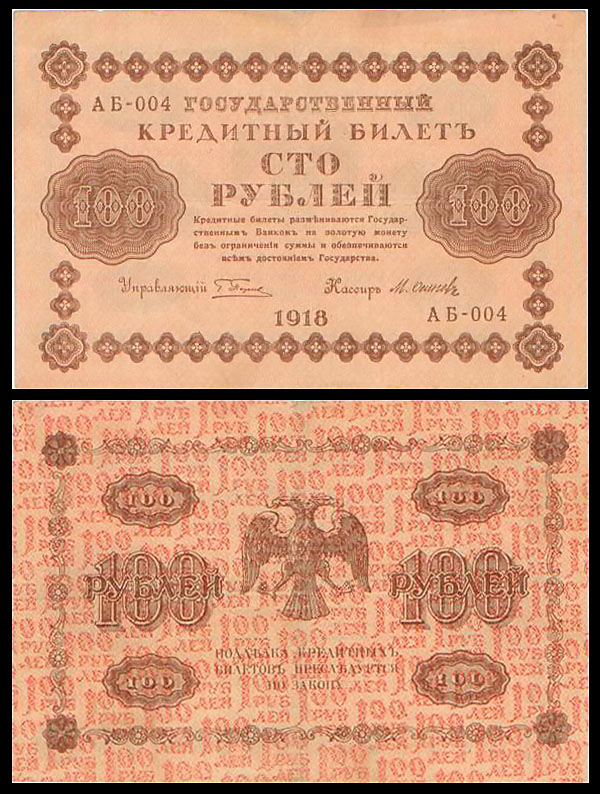 АБ-004 ГОСУДАРСТВЕННЫЙ
КРЕДИТНЫЙ БИЛЕТЪ
СТО
РУБЛЕЙ
100 100
Кредитные билеты размѣниваются Государ-
ственнымъ Банкомъ на золотую монету
безъ ограниченія суммы и обезпечиваются
всѣмъ достояніемъ Государства.
Управляющій Кассиръ
1918
АБ-004
100 100
100 РУБЛЕЙ 100 РУБЛЕЙ
ПОДДѢЛКА КРЕДИТНЫХЪ
БИЛЕТОВЪ ПРЕСЛѢДУЕТСЯ
ПО ЗАКОНУ
100 100